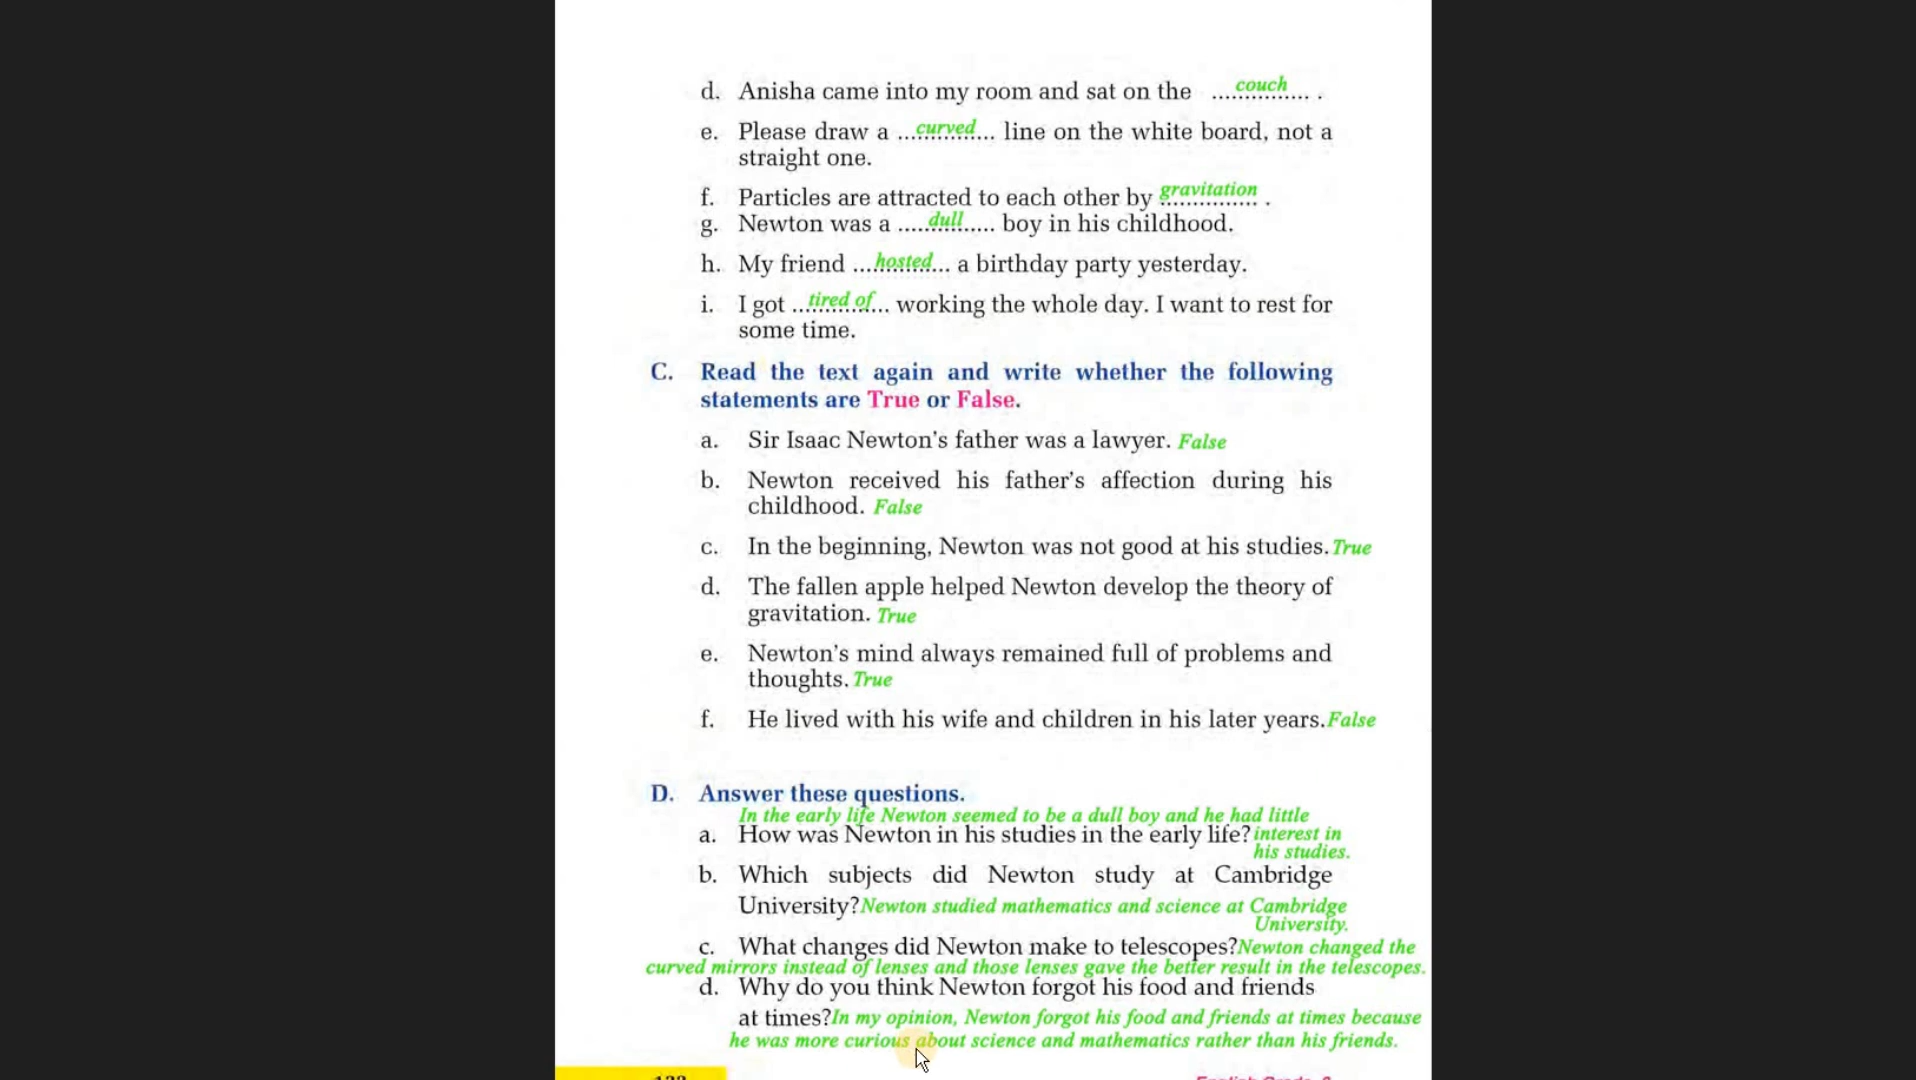 d. Anisha came into my room and sat on the ...couch... .
e. Please draw a ...curved... line on the white board, not a
straight one.
f. Particles are attracted to each other by ...gravitation... .
g. Newton was a ...dull... boy in his childhood.
h. My friend ...hosted... a birthday party yesterday.
i. I got ...tired of... working the whole day. I want to rest for
some time.
C. Read the text again and write whether the following
statements are True or False.
a. Sir Isaac Newton's father was a lawyer. False
b. Newton received his father's affection during his
childhood. False
c. In the beginning, Newton was not good at his studies. True
d. The fallen apple helped Newton develop the theory of
gravitation. True
e. Newton's mind always remained full of problems and
thoughts. True
f. He lived with his wife and children in his later years. False
D. Answer these questions.
In the early life Newton seemed to be a dull boy and he had little
a. How was Newton in his studies in the early life? interest in
his studies.
b. Which subjects did Newton study at Cambridge
University? Newton studied mathematics and science at Cambridge
University.
c. What changes did Newton make to telescopes? Newton changed the
curved mirrors instead of lenses and those lenses gave the better result in the telescopes.
d. Why do you think Newton forgot his food and friends
at times? In my opinion, Newton forgot his food and friends at times because
he was more curious about science and mathematics rather than his friends.